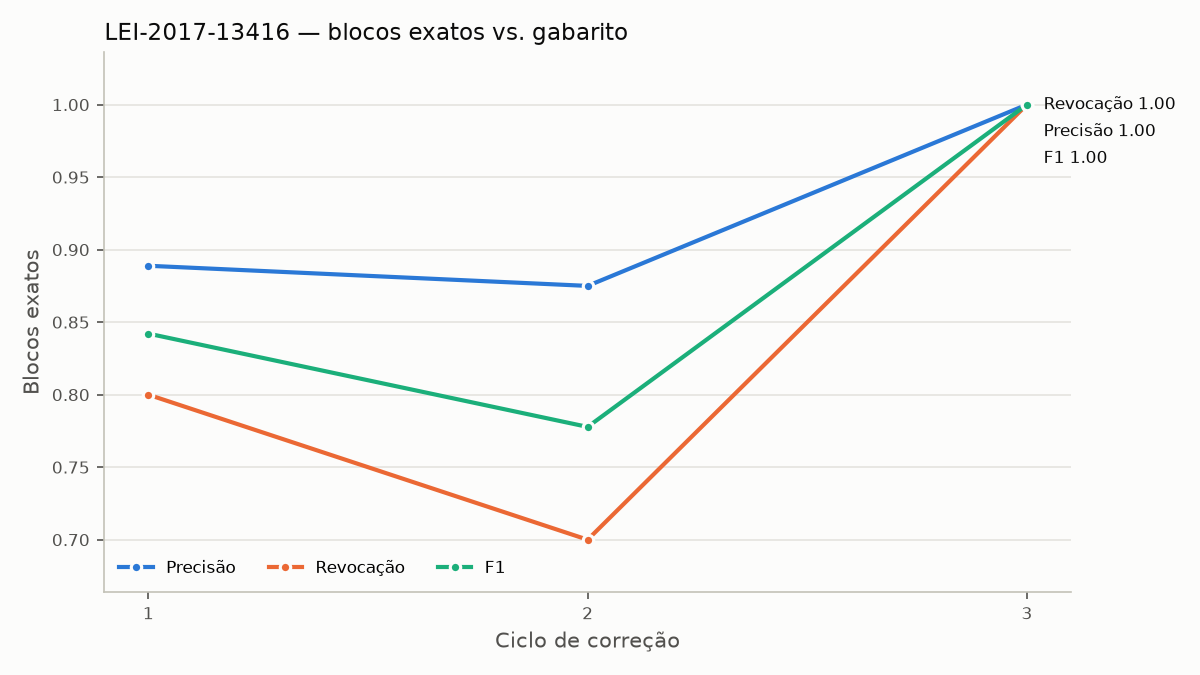 LEI-2017-13416 — blocos exatos vs. gabarito
Blocos exatos
1.00
0.95
0.90
0.85
0.80
0.75
0.70
Revocação 1.00
Precisão 1.00
F1 1.00
Precisão
Revocação
F1
1
2
3
Ciclo de correção